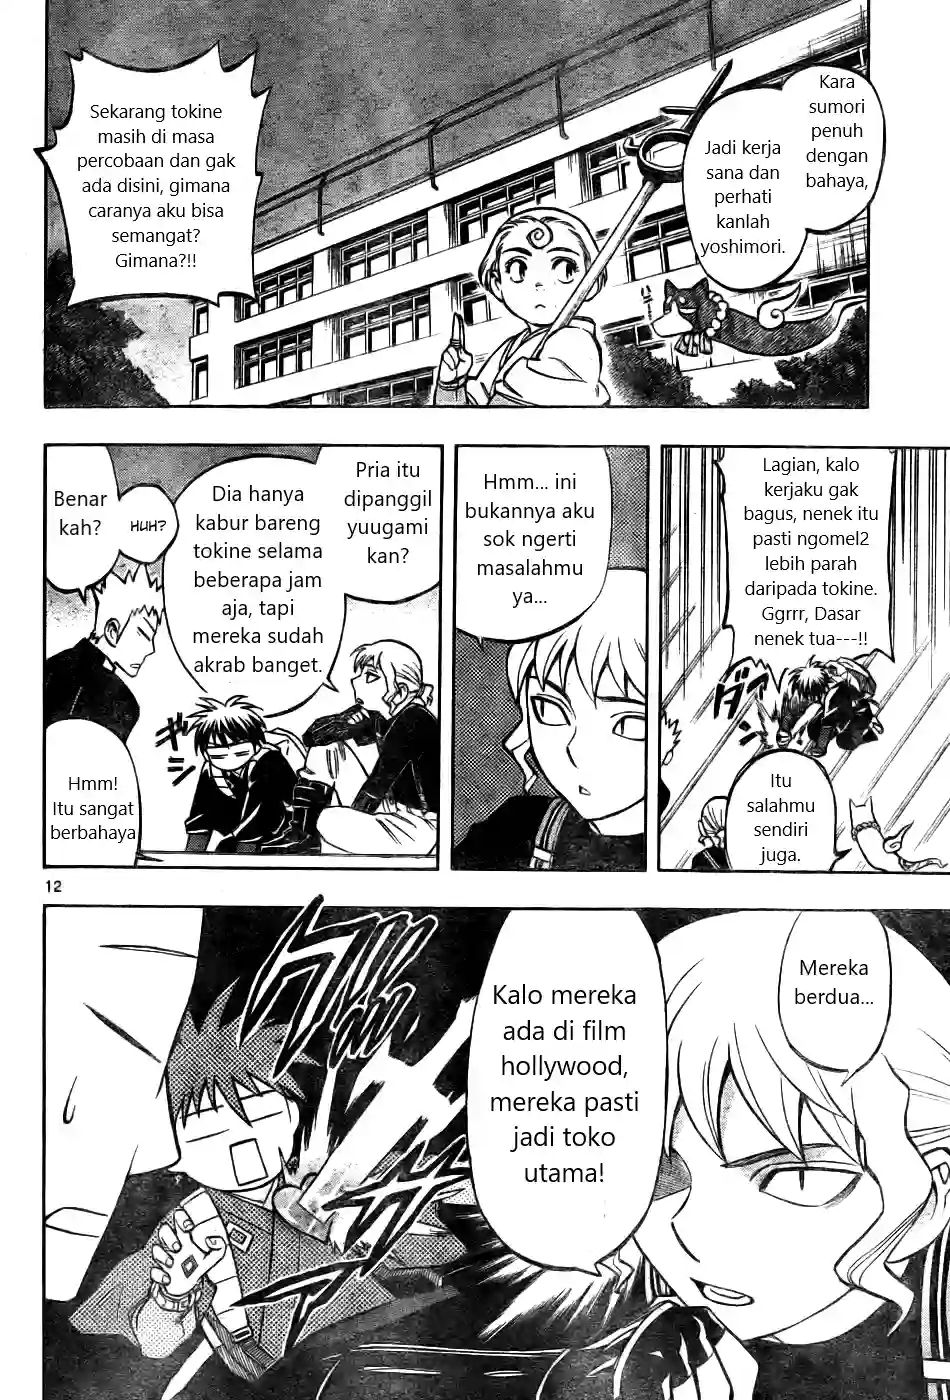 Kara
sumori
penuh
dengan
bahaya,
Jadi kerja
sana dan
perhati
kanlah
yoshimori.
Sekarang tokine
masih di masa
percobaan dan gak
ada disini, gimana
caranya aku bisa
semangat?
Gimana?!!
Lagian, kalo
kerjaku gak
bagus, nenek itu
pasti ngomel2
lebih parah
daripada tokine.
Ggrrr, Dasar
nenek tua---!!
Itu
salahmu
sendiri
juga.
Hmm... ini
bukannya aku
sok ngerti
masalahmu
ya...
Pria itu
dipanggil
yuugami
kan?
Dia hanya
kabur bareng
tokine selama
beberapa jam
aja, tapi
mereka sudah
akrab banget.
HUH?
Benar
kah?
Hmm!
Itu sangat
berbahaya
12
Mereka
berdua...
Kalo mereka
ada di film
hollywood,
mereka pasti
jadi toko
utama!